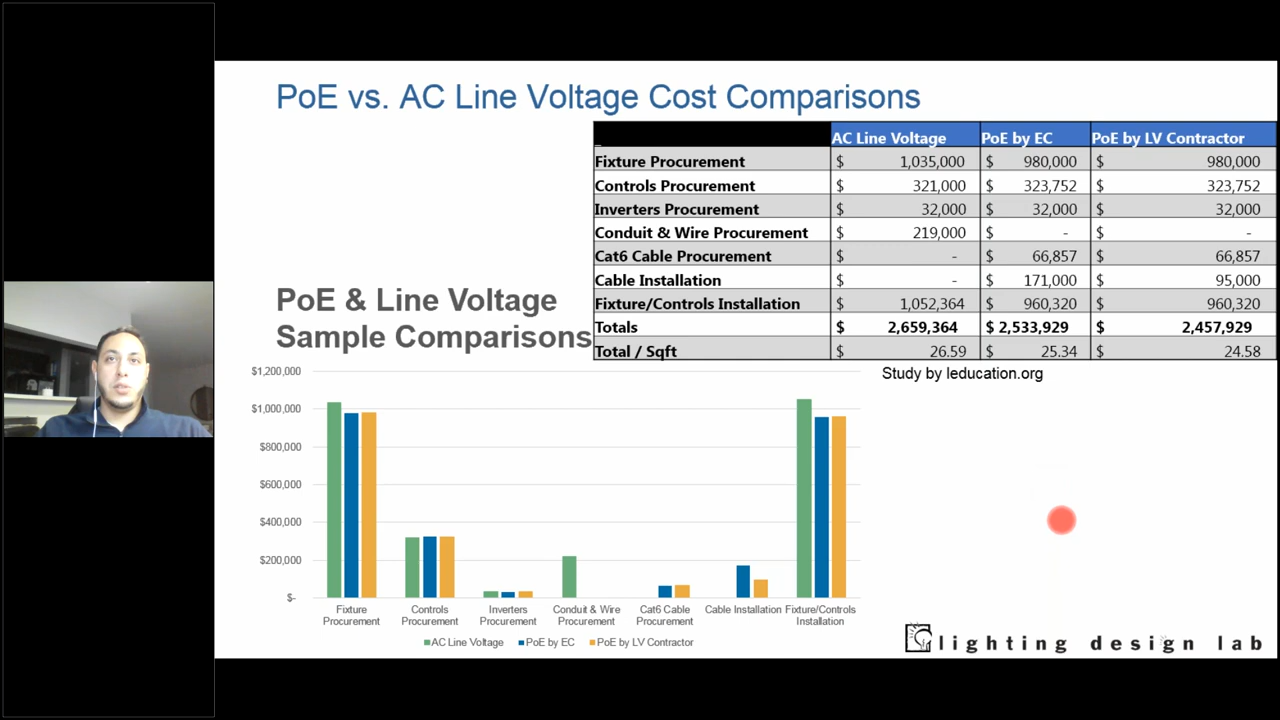 PoE vs. AC Line Voltage Cost Comparisons
AC Line Voltage PoE by EC PoE by LV Contractor
Fixture Procurement $ 1,035,000 $ 980,000 $ 980,000
Controls Procurement $ 321,000 $ 323,752 $ 323,752
Inverters Procurement $ 32,000 $ 32,000 $ 32,000
Conduit & Wire Procurement $ 219,000 $ - $ -
Cat6 Cable Procurement $ - $ 66,857 $ 66,857
Cable Installation $ - $ 171,000 $ 95,000
Fixture/Controls Installation $ 1,052,364 $ 960,320 $ 960,320
Totals $ 2,659,364 $ 2,533,929 $ 2,457,929
Total / Sqft $ 26.59 $ 25.34 $ 24.58
Study by leducation.org
PoE & Line Voltage
Sample Comparisons
$1,200,000
$1,000,000
$800,000
$600,000
$400,000
$200,000
$-
Fixture Procurement
Controls Procurement
Inverters Procurement
Conduit & Wire Procurement
Cat6 Cable Procurement
Cable Installation
Fixture/Controls Installation
AC Line Voltage PoE by EC PoE by LV Contractor
lighting design lab